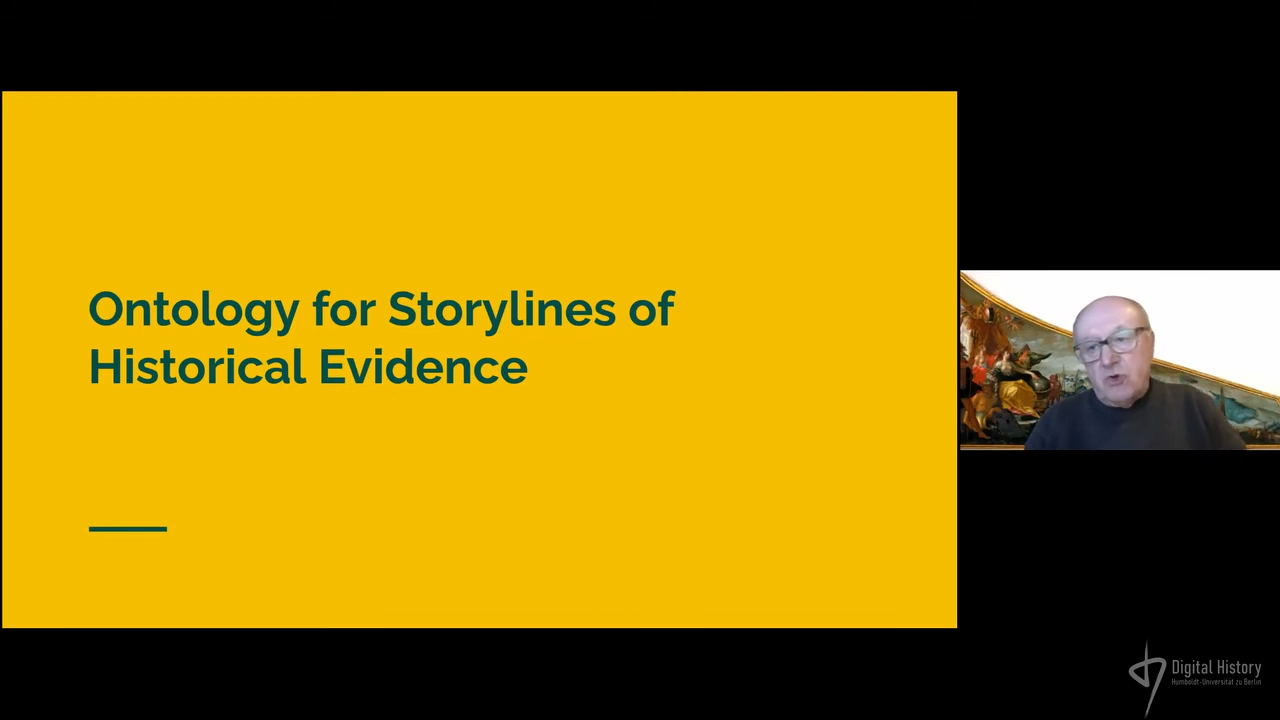 Ontology for Storylines of
Historical Evidence
Digital History
Humboldt-Universität zu Berlin